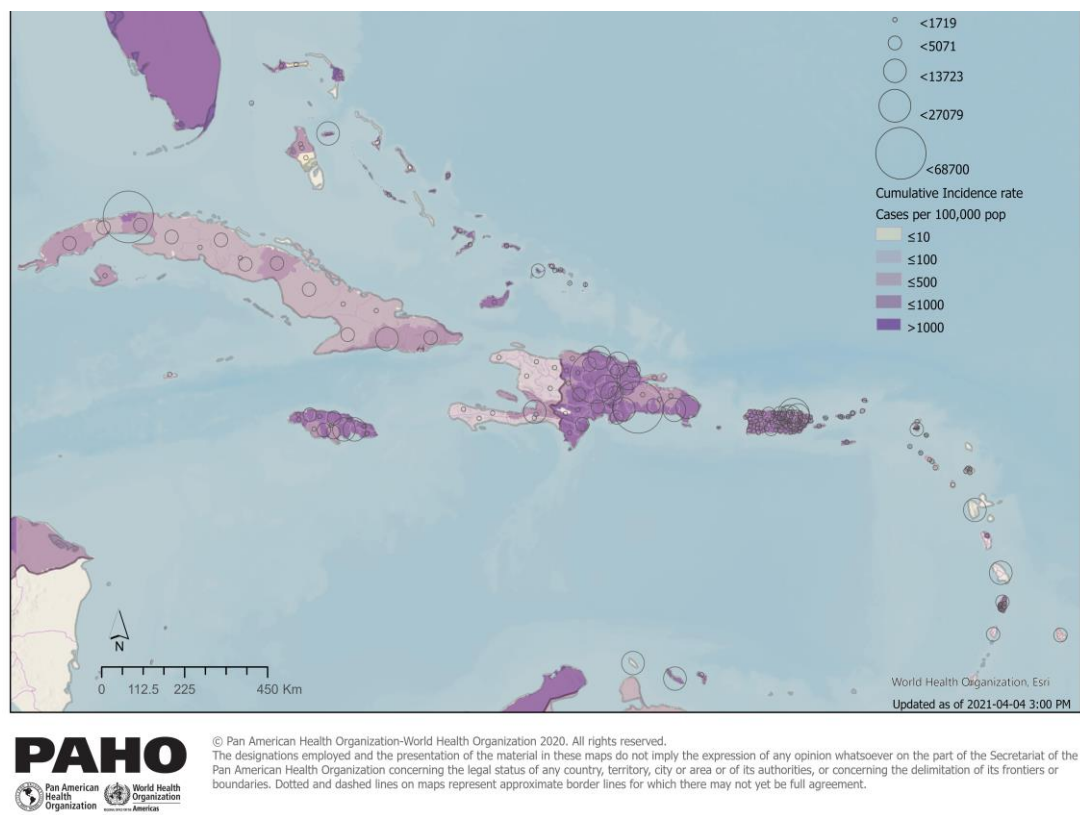 <1719
<5071
<13723
<27079
<68700
Cumulative Incidence rate
Cases per 100,000 pop
≤10
≤100
≤500
≤1000
>1000
N
0 112.5 225 450 Km
World Health Organization, Esri
Updated as of 2021-04-04 3:00 PM
PAHO
Pan American
Health
Organization
World Health
Organization
Americas
© Pan American Health Organization-World Health Organization 2020. All rights reserved.
The designations employed and the presentation of the material in these maps do not imply the expression of any opinion whatsoever on the part of the Secretariat of the
Pan American Health Organization concerning the legal status of any country, territory, city or area or of its authorities, or concerning the delimitation of its frontiers or
boundaries. Dotted and dashed lines on maps represent approximate border lines for which there may not yet be full agreement.